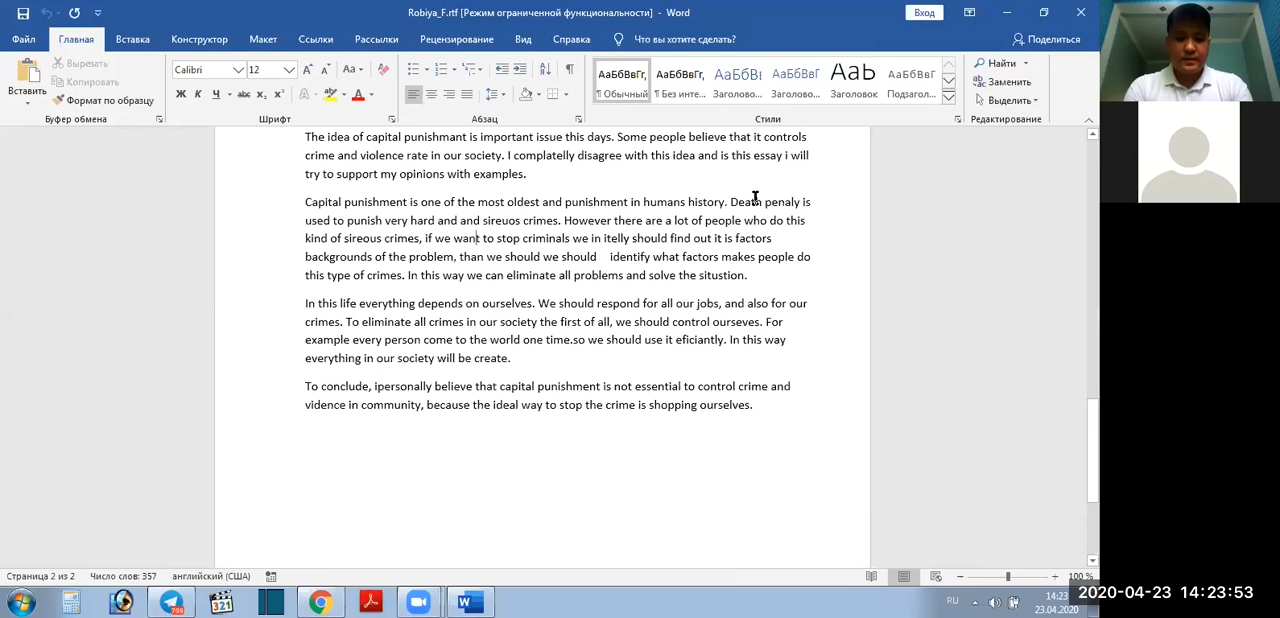 Robiya_F.rtf [Режим ограниченной функциональности] - Word
Вход
Файл Главная Вставка Конструктор Макет Ссылки Рассылки Рецензирование Вид Справка Что вы хотите сделать? Поделиться
Вставить
Вырезать
Копировать
Формат по образцу
Буфер обмена
Calibri 12
Ж К Ч abc x₂ x²
Шрифт
Абзац
АаБбВвГг, АаБбВвГг, АаБбВв АаБбВвГ АаБ АаБбВвГ
¶ Обычный ¶ Без инте... Заголово... Заголово... Заголовок Подзагол...
Стили
Найти
Заменить
Выделить
Редактирование
The idea of capital punishmant is important issue this days. Some people believe that it controls
crime and violence rate in our society. I complatelly disagree with this idea and is this essay i will
try to support my opinions with examples.
Capital punishment is one of the most oldest and punishment in humans history. Death penaly is
used to punish very hard and and sireuos crimes. However there are a lot of people who do this
kind of sireous crimes, if we want to stop criminals we in itelly should find out it is factors
backgrounds of the problem, than we should we should identify what factors makes people do
this type of crimes. In this way we can eliminate all problems and solve the situstion.
In this life everything depends on ourselves. We should respond for all our jobs, and also for our
crimes. To eliminate all crimes in our society the first of all, we should control ourseves. For
example every person come to the world one time.so we should use it eficiantly. In this way
everything in our society will be create.
To conclude, ipersonally believe that capital punishment is not essential to control crime and
vidence in community, because the ideal way to stop the crime is shopping ourselves.
Страница 2 из 2 Число слов: 357 английский (США) 100 %
321
RU
14:23
23.04.2020
2020-04-23 14:23:53